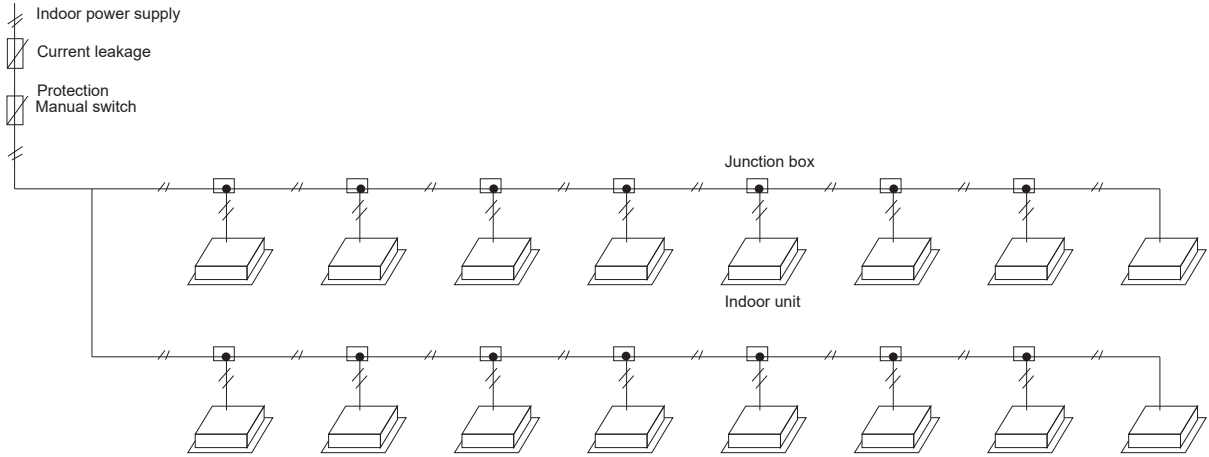 Indoor power supply
Current leakage
Protection
Manual switch
Junction box
Indoor unit